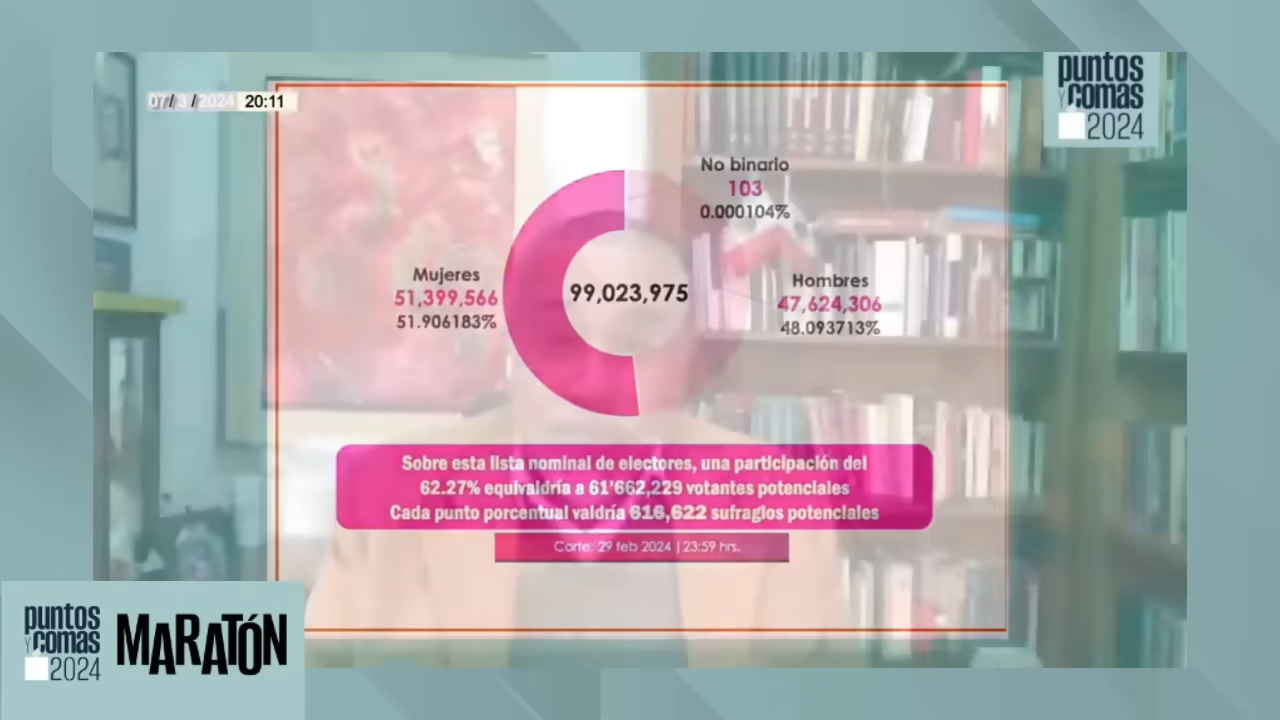 07/3/2024 20:11
puntos
y comas
2024
No binario
103
0.000104%
Mujeres
51,399,566
51.906183%
99,023,975
Hombres
47,624,306
48.093713%
Sobre esta lista nominal de electores, una participación del
62.27% equivaldría a 61'662,229 votantes potenciales
Cada punto porcentual valdría 616,622 sufragios potenciales
Corte: 29 feb 2024 | 23:59 hrs.
puntos
y comas
2024
MARATÓN